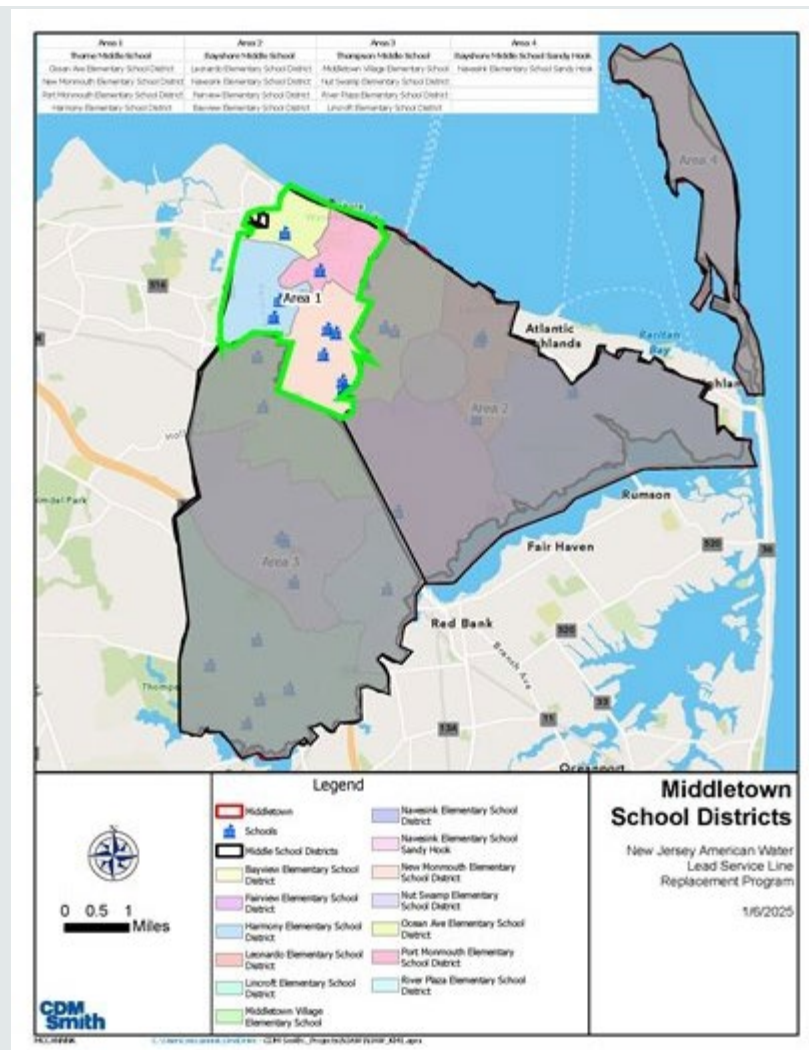 Area 1 Area 2 Area 3 Area 4
Thorne Middle School Bayshore Middle School Thompson Middle School Bayshore Middle School Sandy Hook
Ocean Ave Elementary School District Leonardo Elementary School District Middletown Village Elementary School Navesink Elementary School Sandy Hook
New Monmouth Elementary School District Navesink Elementary School District Nut Swamp Elementary School District
Port Monmouth Elementary School District Fairview Elementary School District River Plaza Elementary School District
Harmony Elementary School District Bayview Elementary School District Lincroft Elementary School District
Area 4
Area 1
Atlantic
Raritan
Bay
Area 2
Rumson
Fair Haven
520
36
Area 3
Red Bank
520
Branch Ave
33
11
Oceanport
Legend
Middletown
Schools
Middle School Districts
Bayview Elementary School
District
Fairview Elementary School
District
Harmony Elementary School
District
Leonardo Elementary School
District
Lincroft Elementary School
District
Middletown Village
Elementary School
Navesink Elementary School
District
Navesink Elementary School
Sandy Hook
New Monmouth Elementary
School District
Nut Swamp Elementary
School District
Ocean Ave Elementary School
District
Port Monmouth Elementary
School District
River Plaza Elementary School
District
0 0.5 1
Miles
CDM
Smith
Middletown
School Districts
New Jersey American Water
Lead Service Line
Replacement Program
1/6/2025